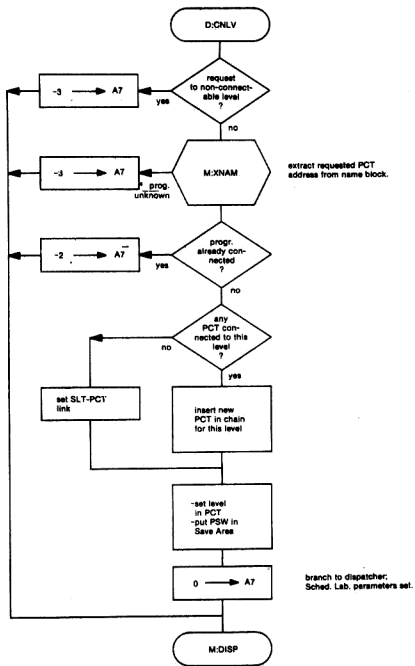 D:CNLV
request
to non-connect-
able level
?
-3 → A7
yes
no
M:XNAM
extract requested PCT
address from name block.
-3 → A7
prog.
unknown
progr.
already con-
nected
?
-2 → A7
yes
no
any
PCT con-
nected to this
level
?
no
yes
set SLT-PCT
link
insert new
PCT in chain
for this level
-set level
in PCT
-put PSW in
Save Area
0 → A7
branch to dispatcher;
Sched. Lab. parameters set.
M:DISP